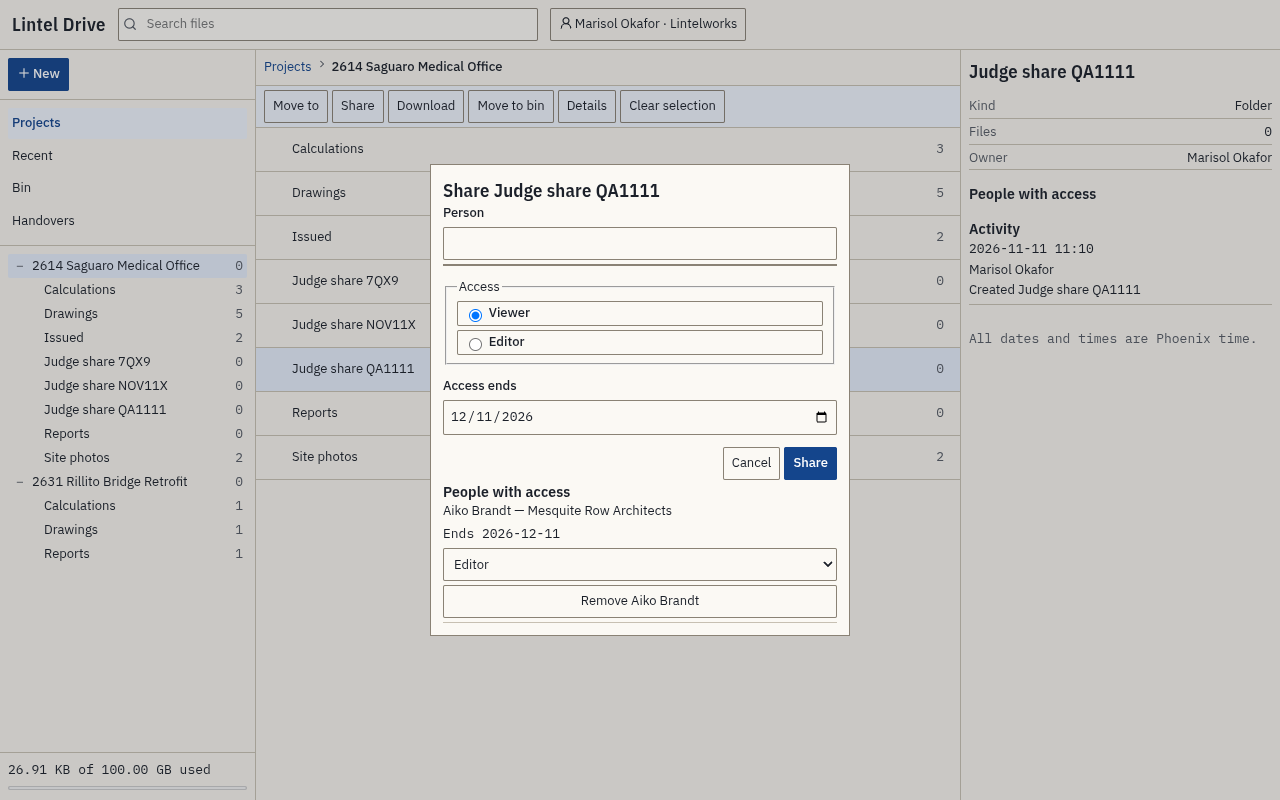 Lintel Drive
Search files
Marisol Okafor · Lintelworks
New
Projects
Recent
Bin
Handovers
− 2614 Saguaro Medical Office 0
Calculations 3
Drawings 5
Issued 2
Judge share 7QX9 0
Judge share NOV11X 0
Judge share QA1111 0
Reports 0
Site photos 2
− 2631 Rillito Bridge Retrofit 0
Calculations 1
Drawings 1
Reports 1
26.91 KB of 100.00 GB used
Projects > 2614 Saguaro Medical Office
Move to
Share
Download
Move to bin
Details
Clear selection
Calculations 3
Drawings 5
Issued 2
Judge share 7QX9 0
Judge share NOV11X 0
Judge share QA1111 0
Reports 0
Site photos 2
Share Judge share QA1111
Person
Access
Viewer
Editor
Access ends
12/11/2026
Cancel
Share
People with access
Aiko Brandt — Mesquite Row Architects
Ends 2026-12-11
Editor
Remove Aiko Brandt
Judge share QA1111
Kind Folder
Files 0
Owner Marisol Okafor
People with access
Activity
2026-11-11 11:10
Marisol Okafor
Created Judge share QA1111
All dates and times are Phoenix time.